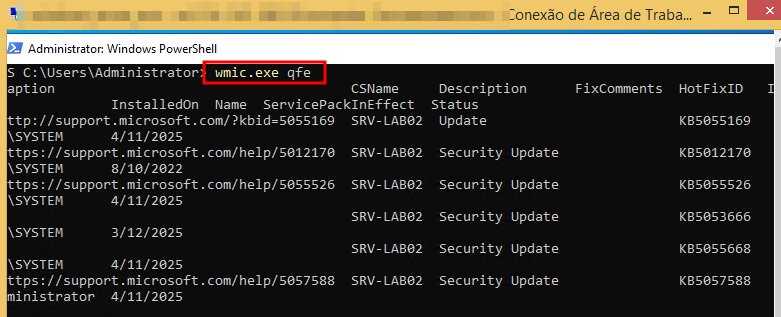 Conexão de Área de Traba...
Administrator: Windows PowerShell
S C:\Users\Administrator> wmic.exe qfe
aption CSName Description FixComments HotFixID I
InstalledOn Name ServicePackInEffect Status
ttp://support.microsoft.com/?kbid=5055169 SRV-LAB02 Update KB5055169
\SYSTEM 4/11/2025
ttps://support.microsoft.com/help/5012170 SRV-LAB02 Security Update KB5012170
\SYSTEM 8/10/2022
ttps://support.microsoft.com/help/5055526 SRV-LAB02 Security Update KB5055526
\SYSTEM 4/11/2025
SRV-LAB02 Security Update KB5053666
\SYSTEM 3/12/2025
SRV-LAB02 Security Update KB5055668
\SYSTEM 4/11/2025
ttps://support.microsoft.com/help/5057588 SRV-LAB02 Security Update KB5057588
ministrator 4/11/2025